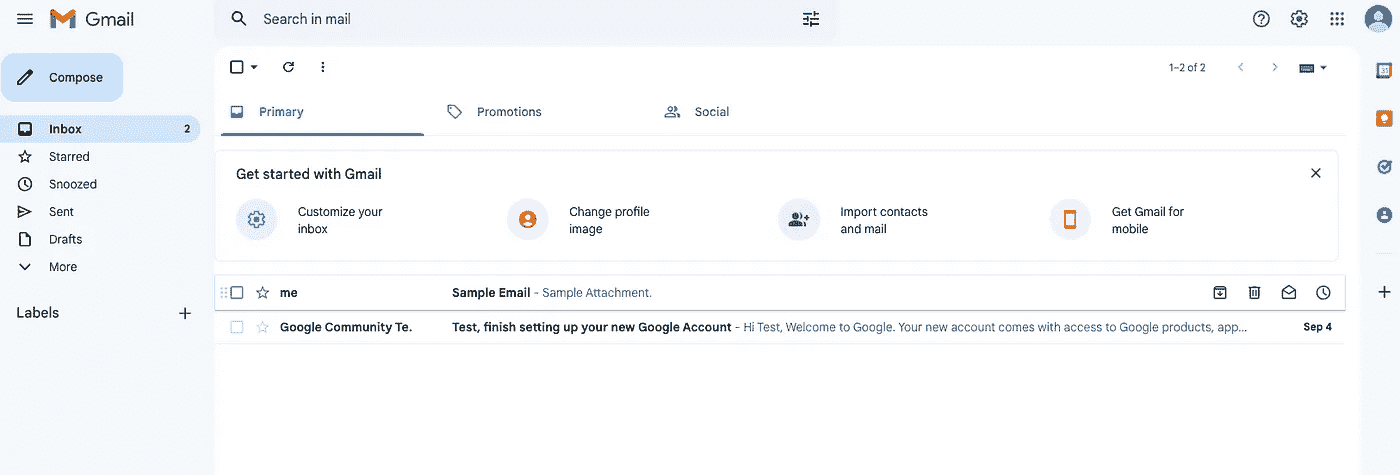 Gmail
Search in mail
Compose
1–2 of 2
Primary
Promotions
Social
Inbox 2
Starred
Snoozed
Sent
Drafts
More
Labels
Get started with Gmail
Customize your
inbox
Change profile
image
Import contacts
and mail
Get Gmail for
mobile
me Sample Email - Sample Attachment.
Google Community Te. Test, finish setting up your new Google Account - Hi Test, Welcome to Google. Your new account comes with access to Google products, app... Sep 4